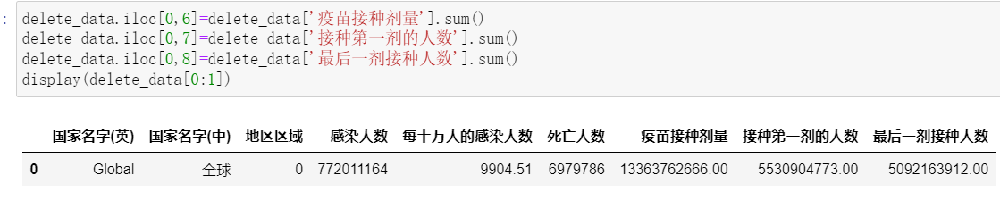 :
delete_data.iloc[0,6]=delete_data['疫苗接种剂量'].sum()
delete_data.iloc[0,7]=delete_data['接种第一剂的人数'].sum()
delete_data.iloc[0,8]=delete_data['最后一剂接种人数'].sum()
display(delete_data[0:1])
国家名字(英) 国家名字(中) 地区区域 感染人数 每十万人的感染人数 死亡人数 疫苗接种剂量 接种第一剂的人数 最后一剂接种人数
0 Global 全球 0 772011164 9904.51 6979786 13363762666.00 5530904773.00 5092163912.00